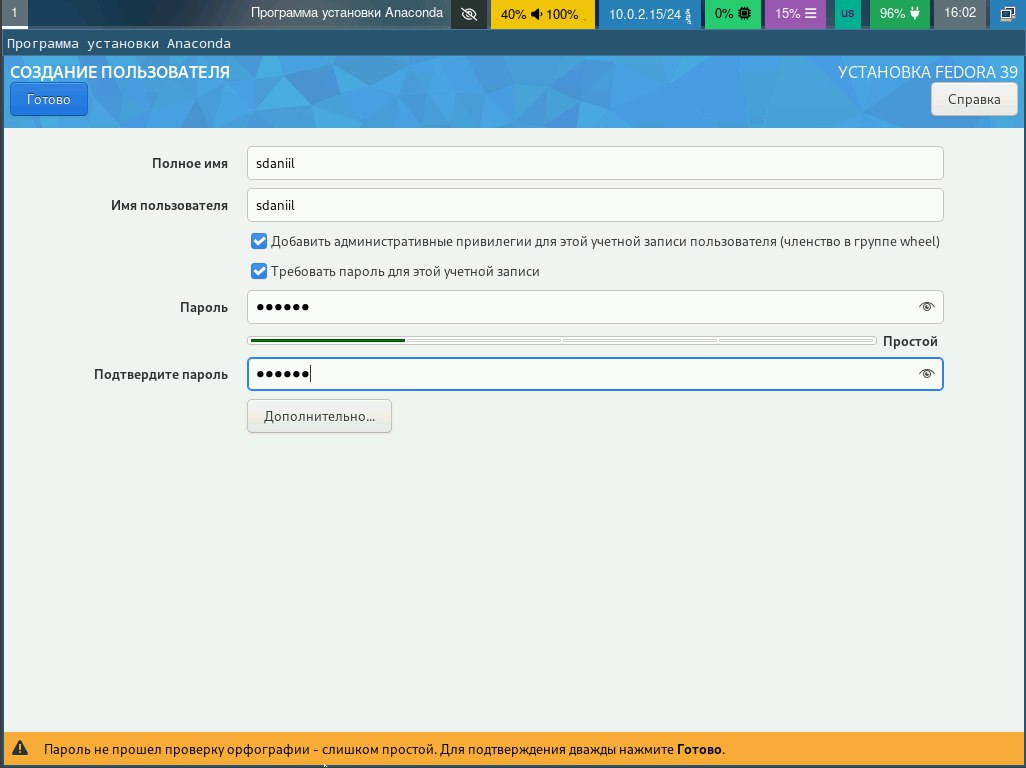 1 Программа установки Anaconda 40% 100% 10.0.2.15/24 0% 15% us 96% 16:02
Программа установки Anaconda
СОЗДАНИЕ ПОЛЬЗОВАТЕЛЯ УСТАНОВКА FEDORA 39
Готово Справка
Полное имя sdaniil
Имя пользователя sdaniil
Добавить административные привилегии для этой учетной записи пользователя (членство в группе wheel)
Требовать пароль для этой учетной записи
Пароль ●●●●●●
Простой
Подтвердите пароль ●●●●●●
Дополнительно...
Пароль не прошел проверку орфографии - слишком простой. Для подтверждения дважды нажмите Готово.